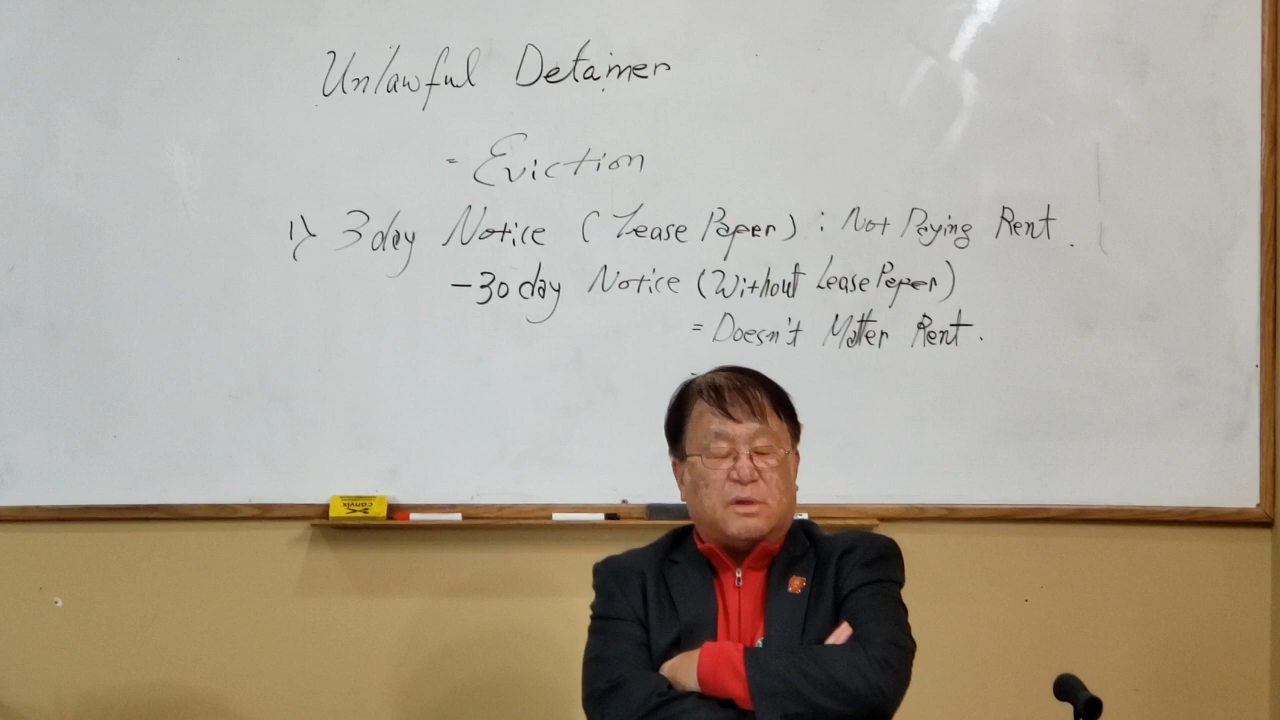 Unlawful Detainer
= Eviction
1) 3 day Notice (Lease Paper) : Not Paying Rent.
- 30 day Notice (Without Lease Paper)
= Doesn't Matter Rent.
canvix